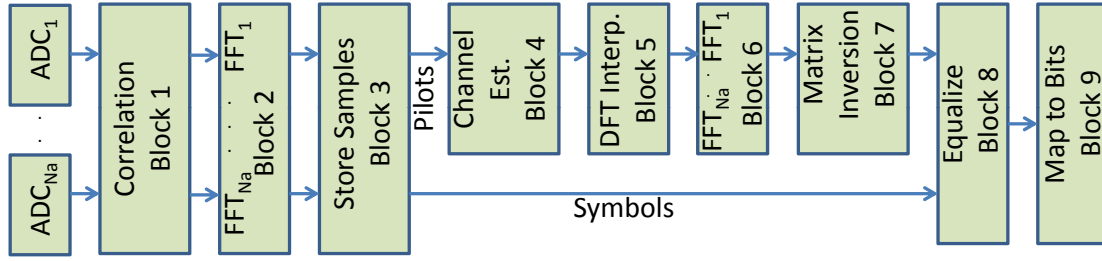 ADC1
. . .
ADCNa
Correlation
Block 1
FFTNa . . . . FFT1
Block 2
Store Samples
Block 3
Pilots
Symbols
Channel
Est.
Block 4
DFT Interp.
Block 5
FFTNa . . FFT1
Block 6
Matrix
Inversion
Block 7
Equalize
Block 8
Map to Bits
Block 9